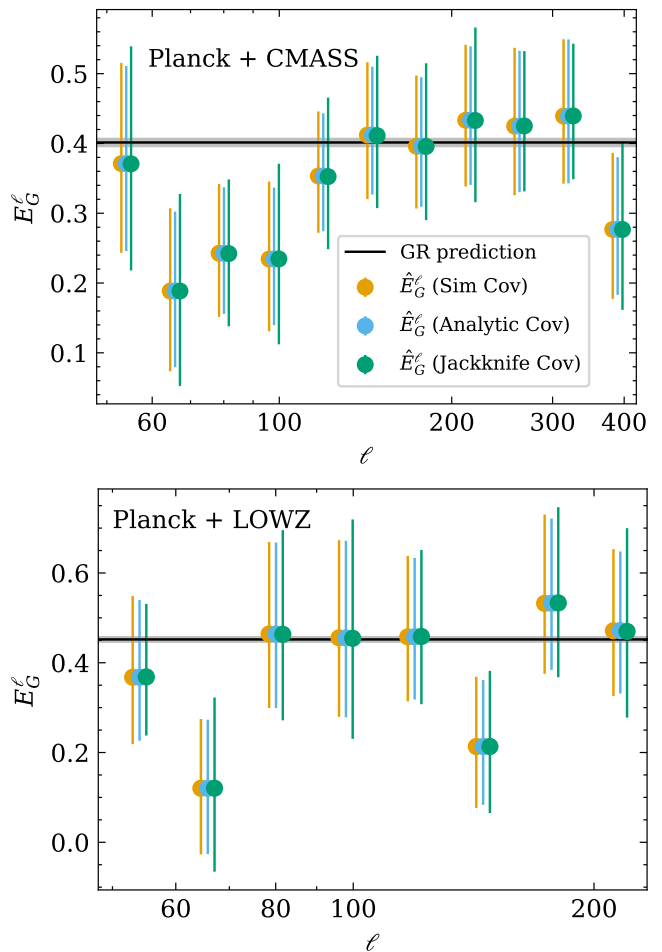 Planck + CMASS
0.5
0.4
0.3
0.2
0.1
E_G^ℓ
GR prediction
Ê_G^ℓ (Sim Cov)
Ê_G^ℓ (Analytic Cov)
Ê_G^ℓ (Jackknife Cov)
60 100 200 300 400
ℓ
Planck + LOWZ
0.6
0.4
0.2
0.0
E_G^ℓ
60 80 100 200
ℓ